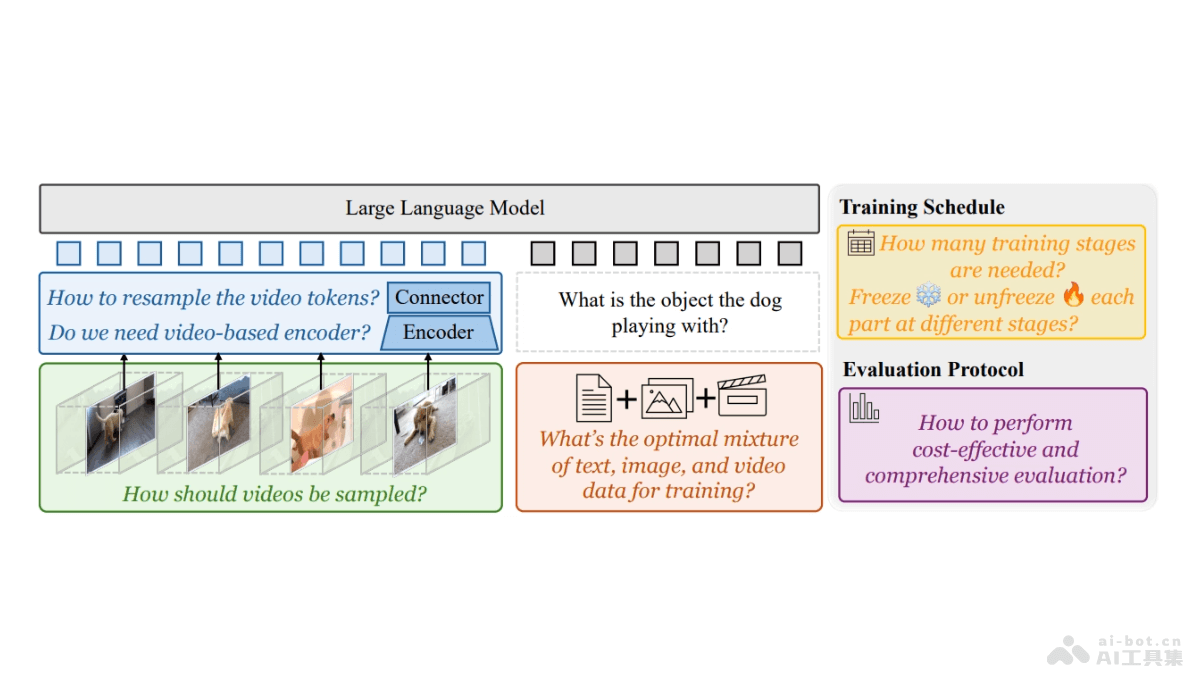 Large Language Model
How to resample the video tokens?
Connector
Do we need video-based encoder?
Encoder
How should videos be sampled?
What is the object the dog
playing with?
What's the optimal mixture
of text, image, and video
data for training?
Training Schedule
How many training stages
are needed?
Freeze ❄️ or unfreeze 🔥 each
part at different stages?
Evaluation Protocol
How to perform
cost-effective and
comprehensive evaluation?
ai-bot.cn
AI工具集